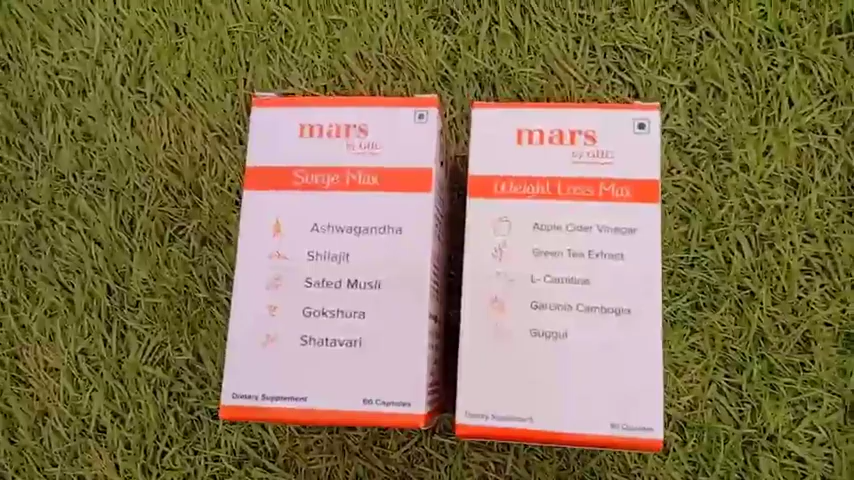 mars
by GHC
Surge Max
Ashwagandha
Shilajit
Safed Musli
Gokshura
Shatavari
Dietary Supplement
60 Capsules
mars
by GHC
Weight Loss Max
Apple Cider Vinegar
Green Tea Extract
L- Carnitine
Garcinia Cambogia
Guggul
Dietary Supplement
60 Capsules